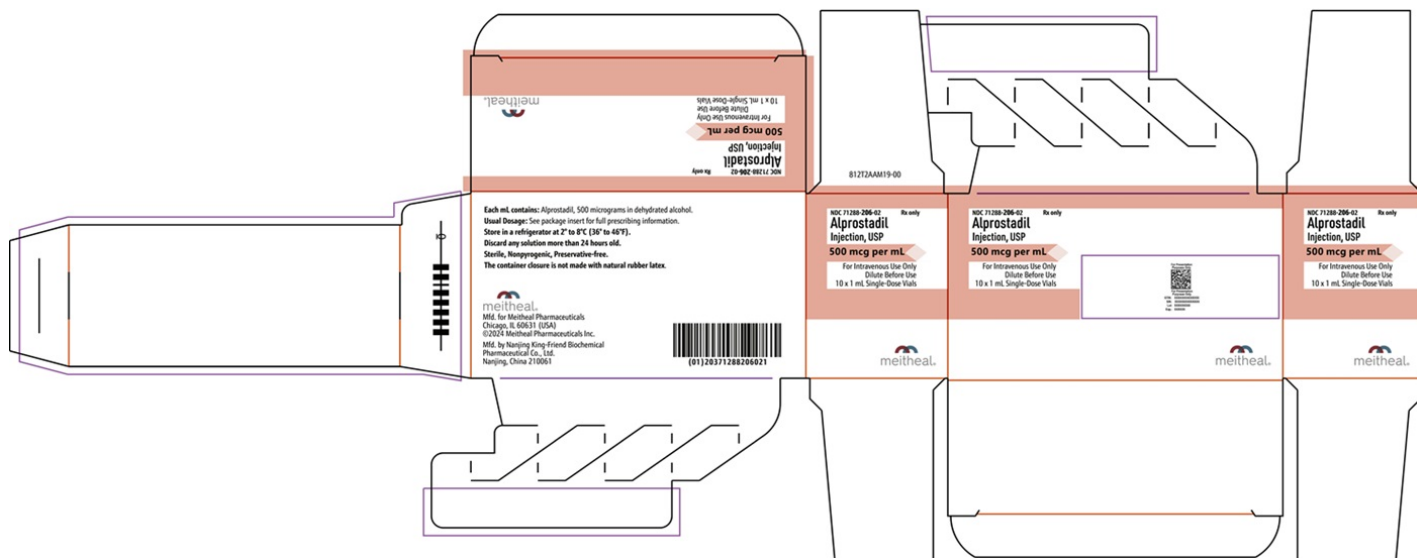 NDC 71288-206-02 Rx only
Alprostadil
Injection, USP
500 mcg per mL
For Intravenous Use Only
Dilute Before Use
10 x 1 mL Single-Dose Vials
meitheal®
Each mL contains: Alprostadil, 500 micrograms in dehydrated alcohol.
Usual Dosage: See package insert for full prescribing information.
Store in a refrigerator at 2° to 8°C (36° to 46°F).
Discard any solution more than 24 hours old.
Sterile, Nonpyrogenic, Preservative-free.
The container closure is not made with natural rubber latex.
meitheal®
Mfd. for Meitheal Pharmaceuticals
Chicago, IL 60631 (USA)
©2024 Meitheal Pharmaceuticals Inc.
Mfd. by Nanjing King-Friend Biochemical
Pharmaceutical Co., Ltd.
Nanjing, China 210061
(01)20371288206021
812T2AAM19-00
NDC 71288-206-02 Rx only
Alprostadil
Injection, USP
500 mcg per mL
For Intravenous Use Only
Dilute Before Use
10 x 1 mL Single-Dose Vials
meitheal®
NDC 71288-206-02 Rx only
Alprostadil
Injection, USP
500 mcg per mL
For Intravenous Use Only
Dilute Before Use
10 x 1 mL Single-Dose Vials
meitheal®
NDC 71288-206-02 Rx only
Alprostadil
Injection, USP
500 mcg per mL
For Intravenous Use Only
Dilute Before Use
10 x 1 mL Single-Dose Vials
meitheal®